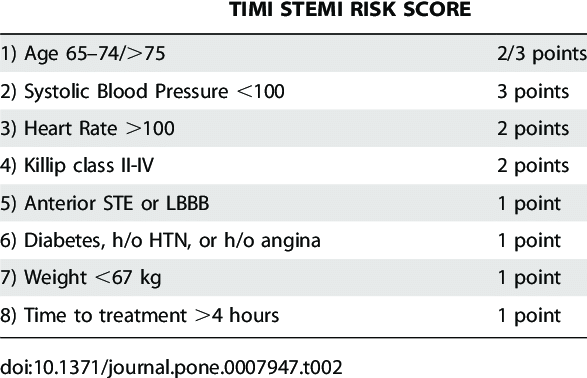 TIMI STEMI RISK SCORE
1) Age 65–74/>75 2/3 points
2) Systolic Blood Pressure <100 3 points
3) Heart Rate >100 2 points
4) Killip class II-IV 2 points
5) Anterior STE or LBBB 1 point
6) Diabetes, h/o HTN, or h/o angina 1 point
7) Weight <67 kg 1 point
8) Time to treatment >4 hours 1 point
doi:10.1371/journal.pone.0007947.t002